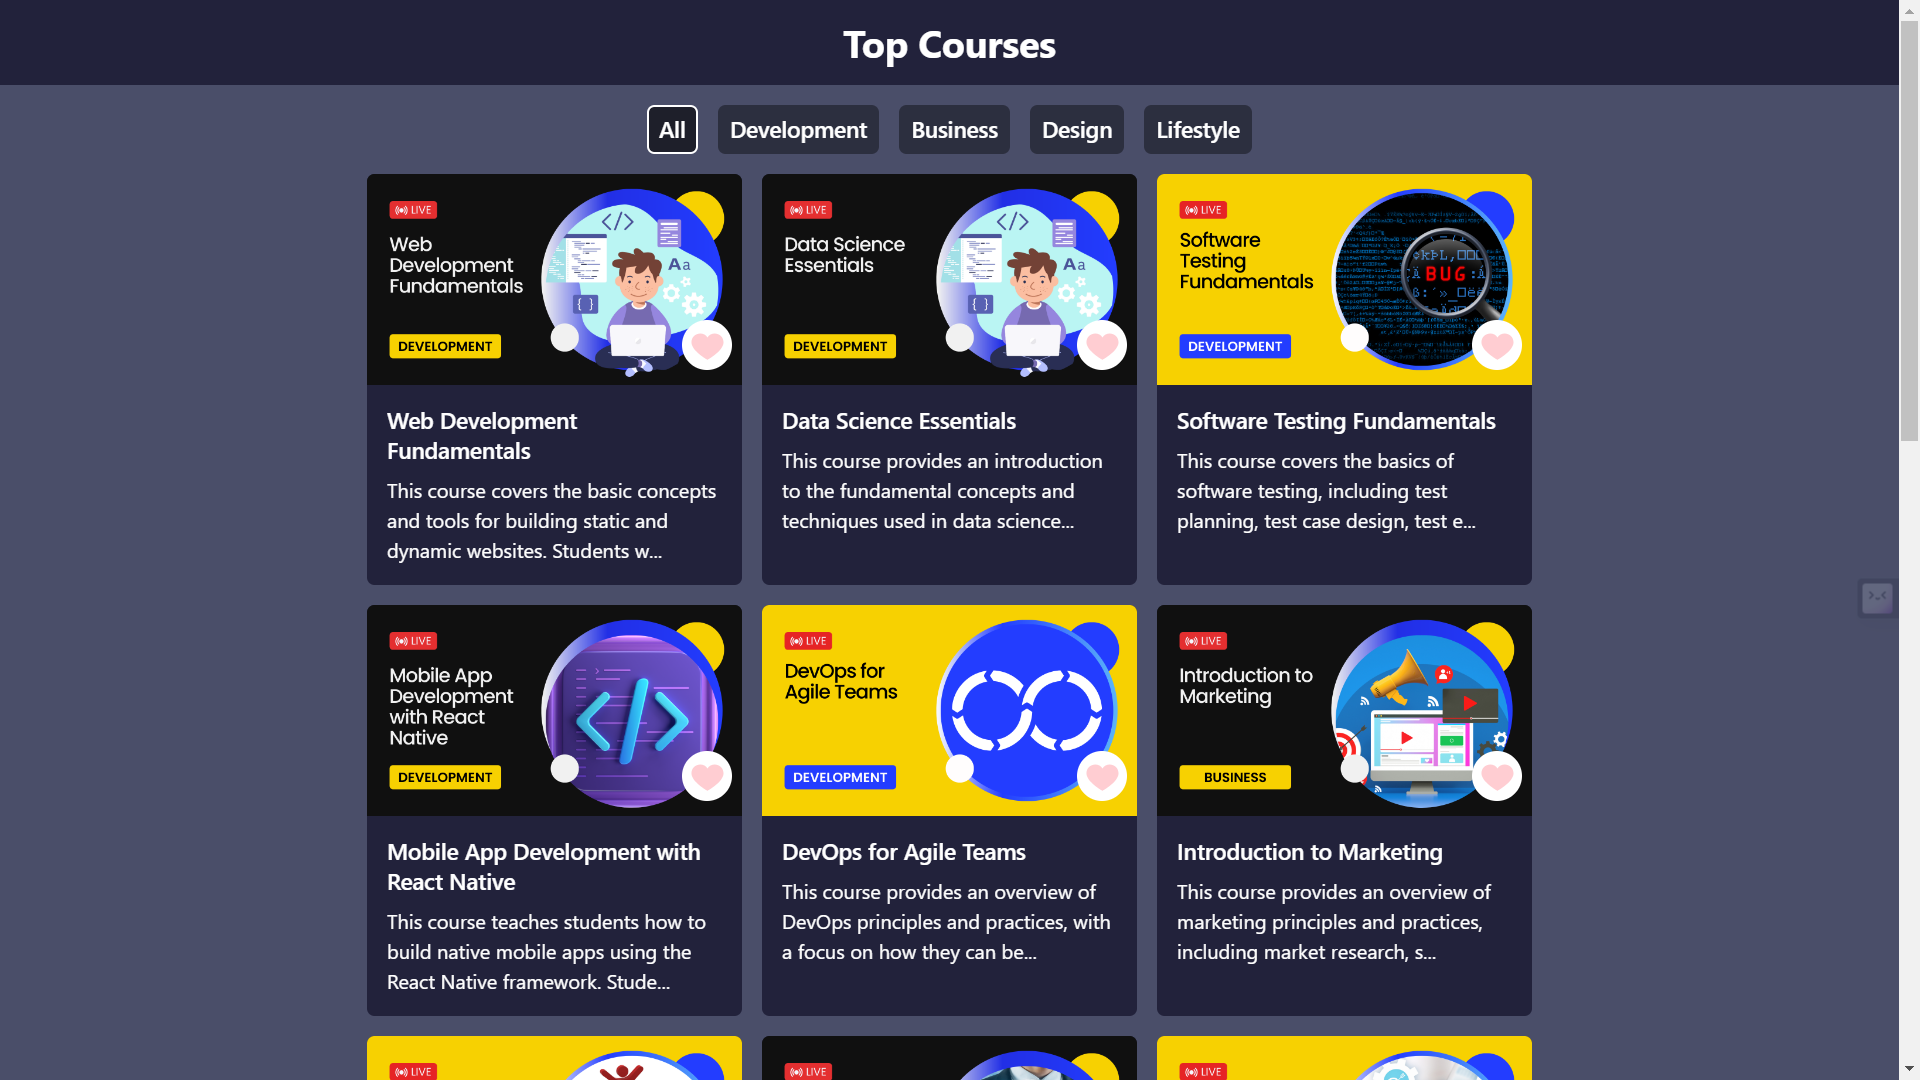 Top Courses
All
Development
Business
Design
Lifestyle
LIVE
Web
Development
Fundamentals
DEVELOPMENT
Aa
Web Development
Fundamentals
This course covers the basic concepts
and tools for building static and
dynamic websites. Students w...
LIVE
Data Science
Essentials
DEVELOPMENT
Aa
Data Science Essentials
This course provides an introduction
to the fundamental concepts and
techniques used in data science...
LIVE
Software
Testing
Fundamentals
DEVELOPMENT
BUG
Software Testing Fundamentals
This course covers the basics of
software testing, including test
planning, test case design, test e...
LIVE
Mobile App
Development
with React
Native
DEVELOPMENT
Mobile App Development with
React Native
This course teaches students how to
build native mobile apps using the
React Native framework. Stude...
LIVE
DevOps for
Agile Teams
DEVELOPMENT
DevOps for Agile Teams
This course provides an overview of
DevOps principles and practices, with
a focus on how they can be...
LIVE
Introduction to
Marketing
BUSINESS
Introduction to Marketing
This course provides an overview of
marketing principles and practices,
including market research, s...
LIVE
LIVE
LIVE